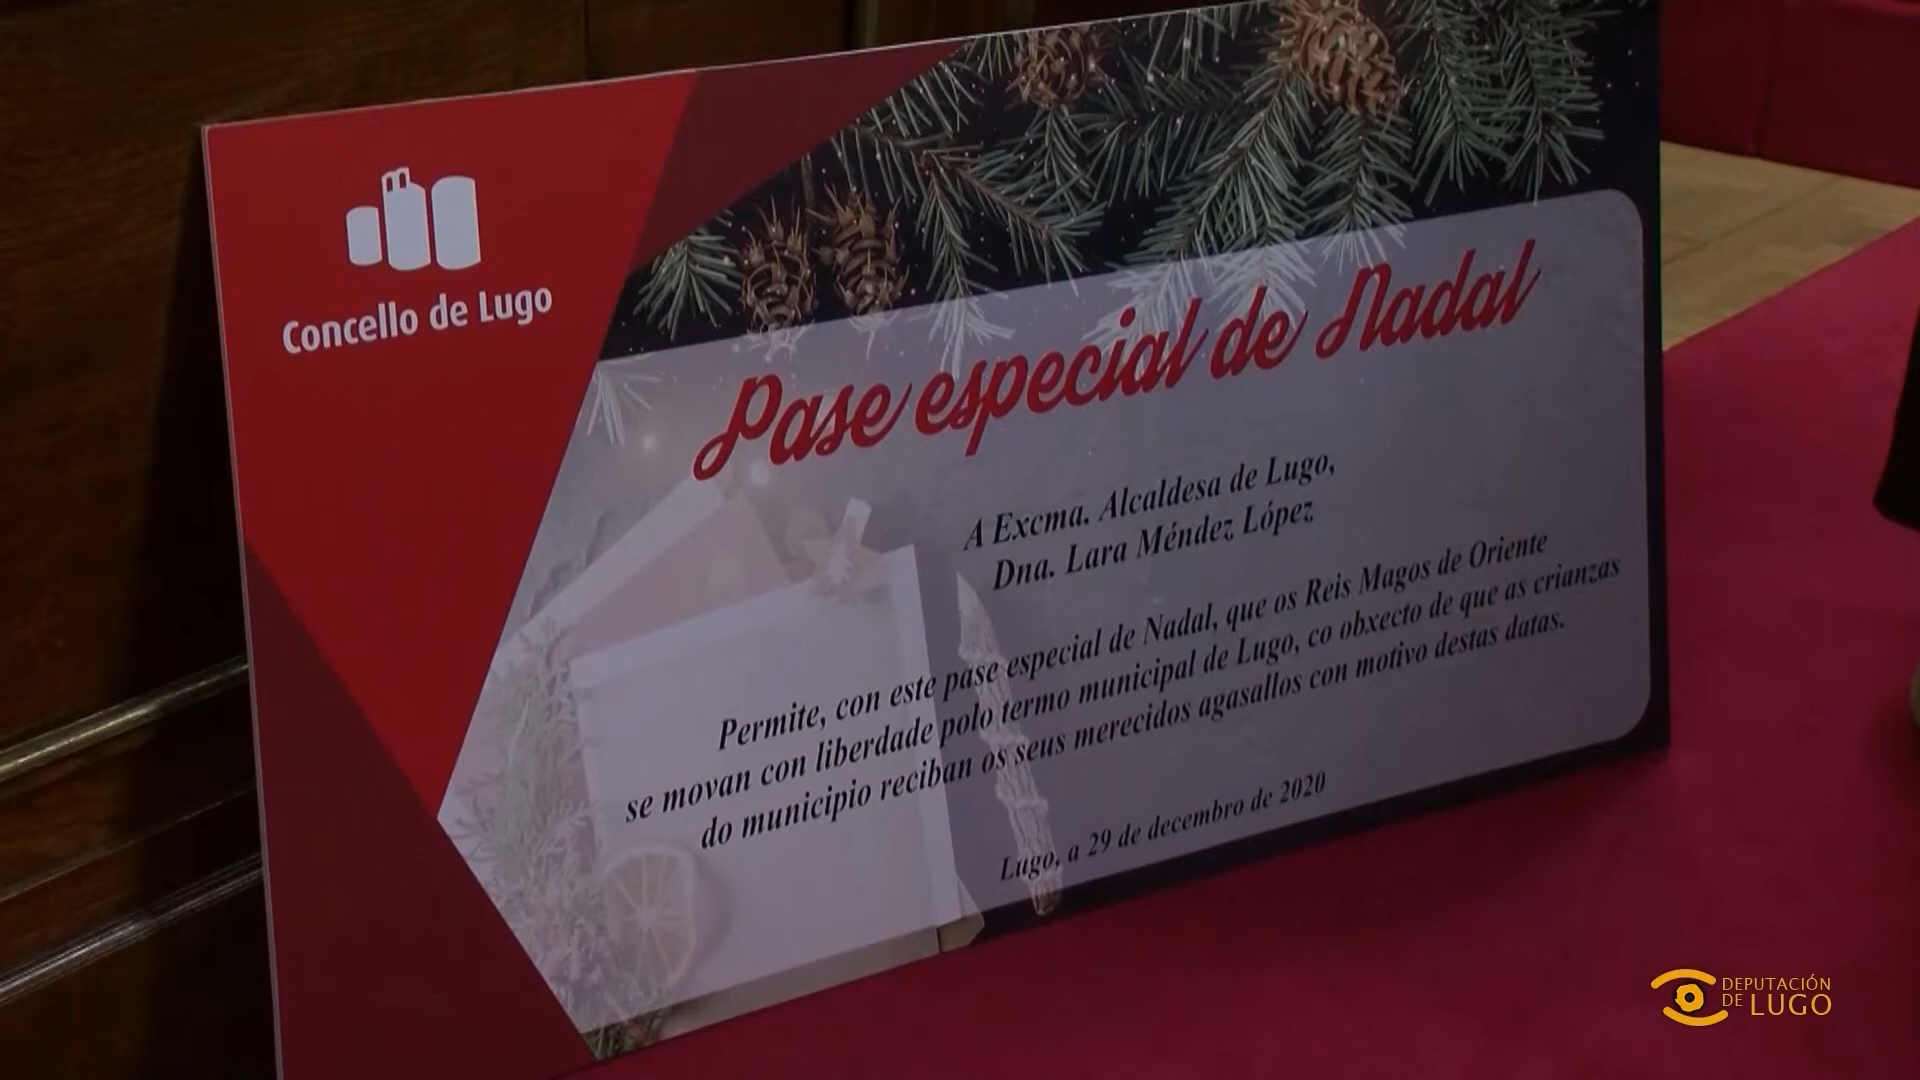 Concello de Lugo
Pase especial de Nadal
A Excma. Alcaldesa de Lugo,
Dna. Lara Méndez López
Permite, con este pase especial de Nadal, que os Reis Magos de Oriente
se movan con liberdade polo termo municipal de Lugo, co obxecto de que as crianzas
do municipio reciban os seus merecidos agasallos con motivo destas datas.
Lugo, a 29 de decembro de 2020
DEPUTACIÓN
DE LUGO